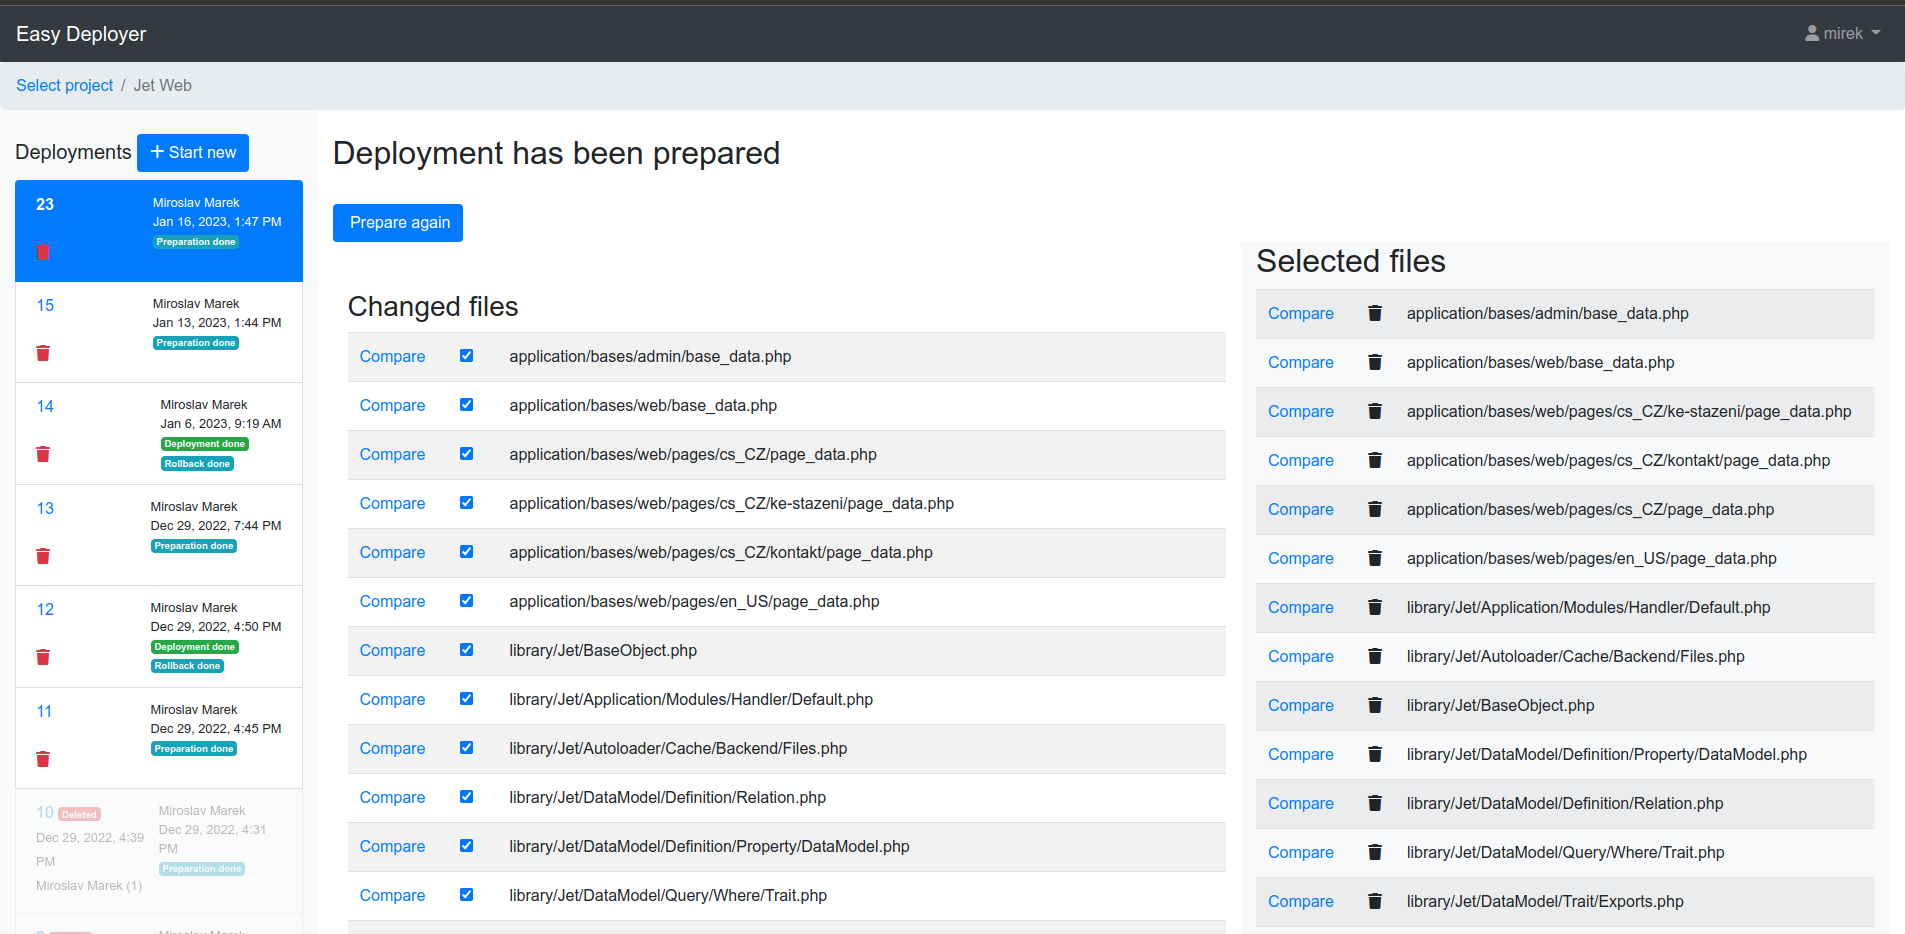 Easy Deployer
mirek
Select project / Jet Web
Deployments
+ Start new
23
Miroslav Marek
Jan 16, 2023, 1:47 PM
Preparation done
15
Miroslav Marek
Jan 13, 2023, 1:44 PM
Preparation done
14
Miroslav Marek
Jan 6, 2023, 9:19 AM
Deployment done
Rollback done
13
Miroslav Marek
Dec 29, 2022, 7:44 PM
Preparation done
12
Miroslav Marek
Dec 29, 2022, 4:50 PM
Deployment done
Rollback done
11
Miroslav Marek
Dec 29, 2022, 4:45 PM
Preparation done
10 Deleted
Dec 29, 2022, 4:39
PM
Miroslav Marek (1)
Miroslav Marek
Dec 29, 2022, 4:31
PM
Preparation done
Deployment has been prepared
Prepare again
Changed files
Compare application/bases/admin/base_data.php
Compare application/bases/web/base_data.php
Compare application/bases/web/pages/cs_CZ/page_data.php
Compare application/bases/web/pages/cs_CZ/ke-stazeni/page_data.php
Compare application/bases/web/pages/cs_CZ/kontakt/page_data.php
Compare application/bases/web/pages/en_US/page_data.php
Compare library/Jet/BaseObject.php
Compare library/Jet/Application/Modules/Handler/Default.php
Compare library/Jet/Autoloader/Cache/Backend/Files.php
Compare library/Jet/DataModel/Definition/Relation.php
Compare library/Jet/DataModel/Definition/Property/DataModel.php
Compare library/Jet/DataModel/Query/Where/Trait.php
Selected files
Compare application/bases/admin/base_data.php
Compare application/bases/web/base_data.php
Compare application/bases/web/pages/cs_CZ/ke-stazeni/page_data.php
Compare application/bases/web/pages/cs_CZ/kontakt/page_data.php
Compare application/bases/web/pages/cs_CZ/page_data.php
Compare application/bases/web/pages/en_US/page_data.php
Compare library/Jet/Application/Modules/Handler/Default.php
Compare library/Jet/Autoloader/Cache/Backend/Files.php
Compare library/Jet/BaseObject.php
Compare library/Jet/DataModel/Definition/Property/DataModel.php
Compare library/Jet/DataModel/Definition/Relation.php
Compare library/Jet/DataModel/Query/Where/Trait.php
Compare library/Jet/DataModel/Trait/Exports.php